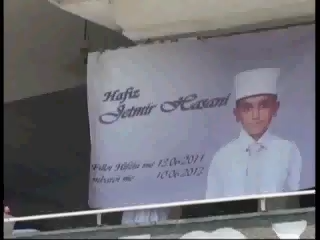 Hafiz
Jetmir Hasani
Filloi Hifzin me 12.06.2011
mbaroi me 10.06.2012